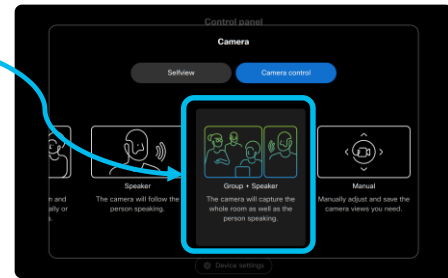 Control panel
Camera
Selfview
Camera control
Speaker
The camera will follow the
person speaking.
Group + Speaker
The camera will capture the
whole room as well as the
person speaking.
Manual
Manually adjust and save the
camera views you need.
Device settings